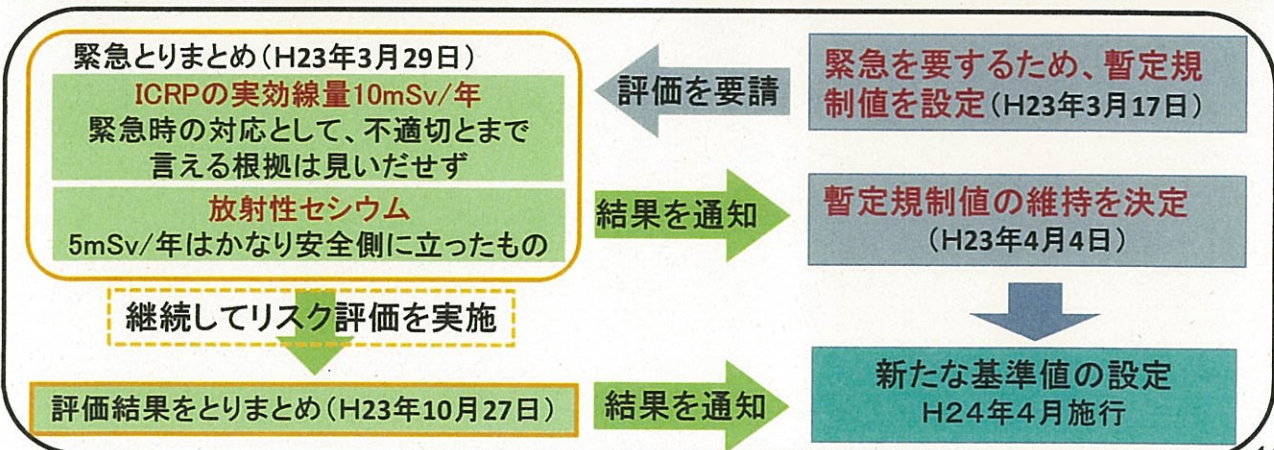 緊急とりまとめ(H23年3月29日)
ICRPの実効線量10mSv/年
緊急時の対応として、不適切とまで
言える根拠は見いだせず
放射性セシウム
5mSv/年はかなり安全側に立ったもの
評価を要請
緊急を要するため、暫定規
制値を設定(H23年3月17日)
結果を通知
暫定規制値の維持を決定
(H23年4月4日)
継続してリスク評価を実施
評価結果をとりまとめ(H23年10月27日)
結果を通知
新たな基準値の設定
H24年4月施行